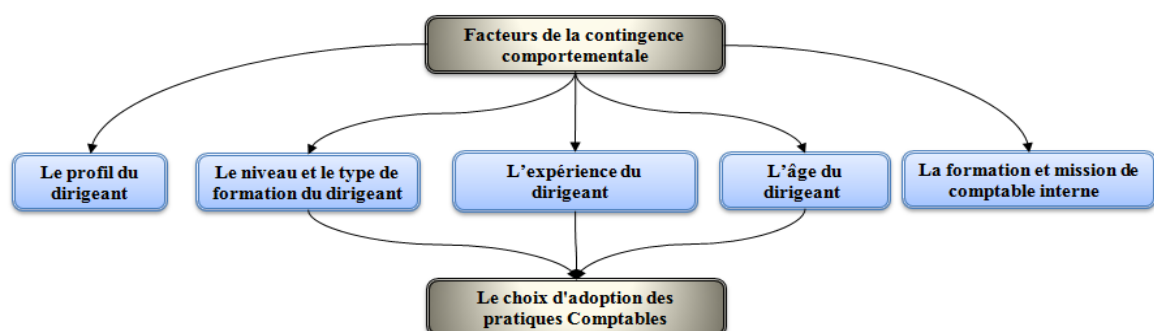 Facteurs de la contingence
comportementale
Le profil du
dirigeant
Le niveau et le type de
formation du dirigeant
L'expérience du
dirigeant
L'âge du
dirigeant
La formation et mission de
comptable interne
Le choix d'adoption des
pratiques Comptables